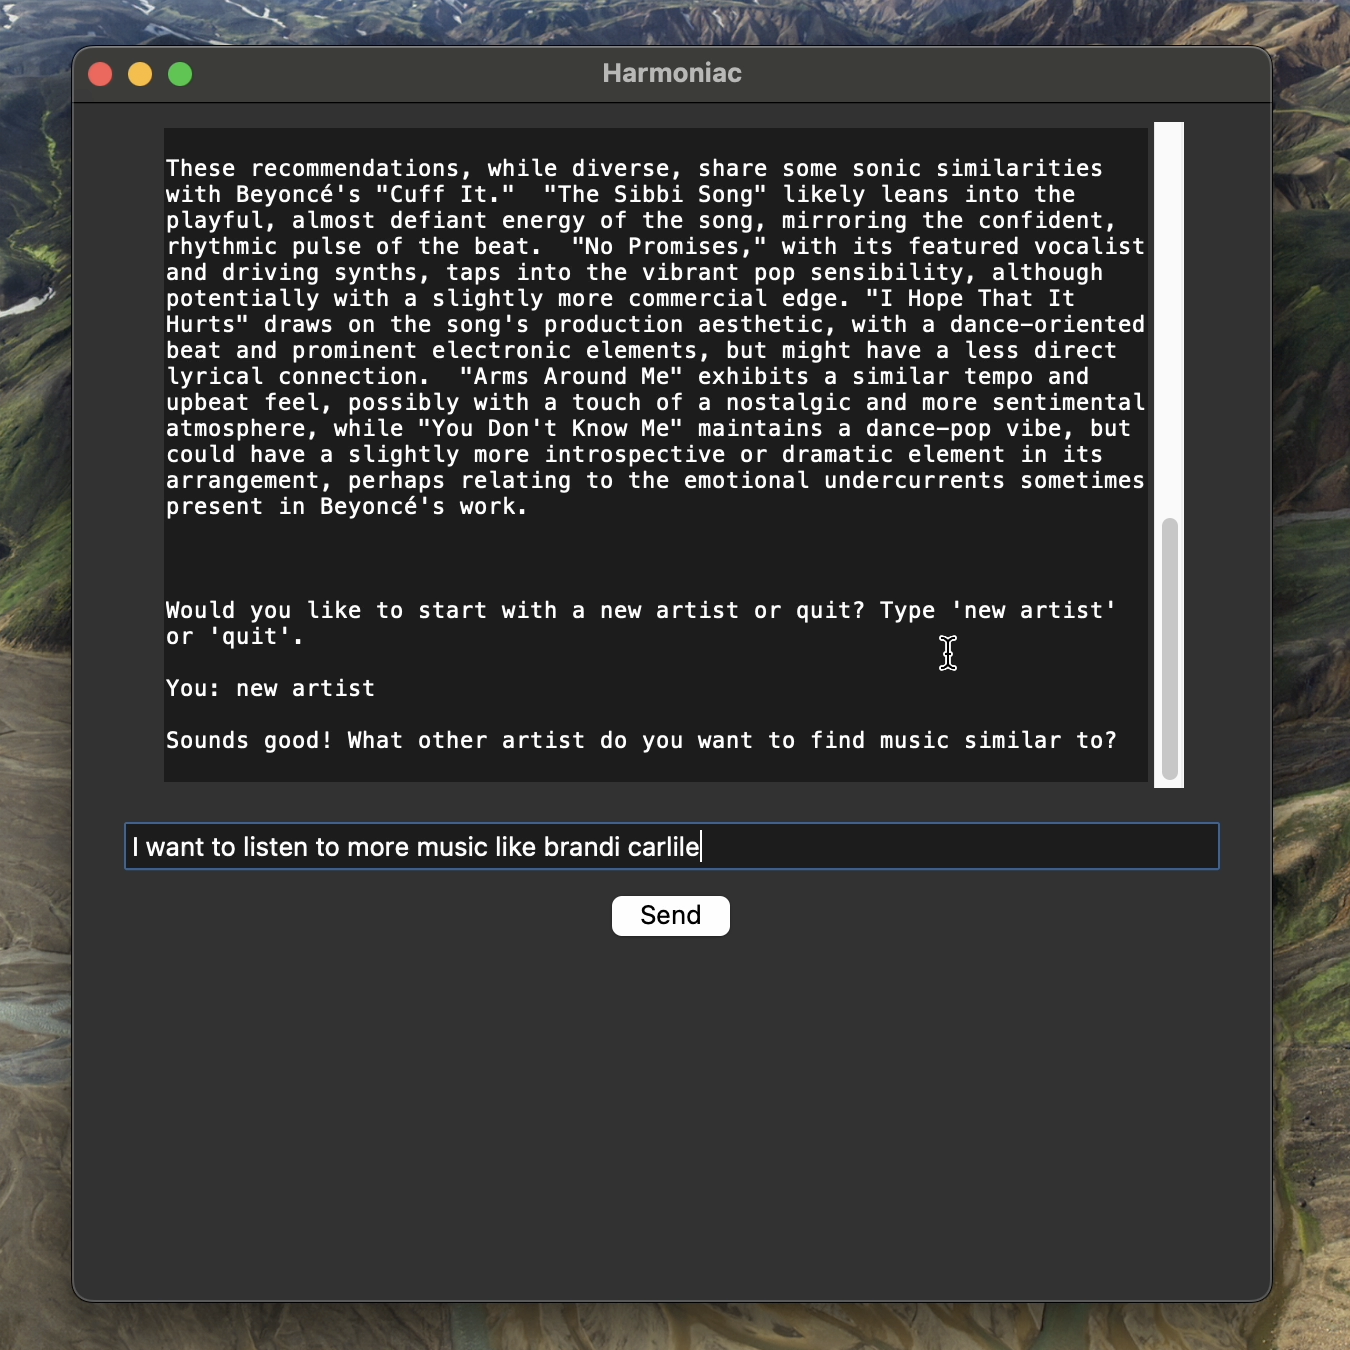 Harmoniac
These recommendations, while diverse, share some sonic similarities
with Beyoncé's "Cuff It."  "The Sibbi Song" likely leans into the
playful, almost defiant energy of the song, mirroring the confident,
rhythmic pulse of the beat.  "No Promises," with its featured vocalist
and driving synths, taps into the vibrant pop sensibility, although
potentially with a slightly more commercial edge. "I Hope That It
Hurts" draws on the song's production aesthetic, with a dance-oriented
beat and prominent electronic elements, but might have a less direct
lyrical connection.  "Arms Around Me" exhibits a similar tempo and
upbeat feel, possibly with a touch of a nostalgic and more sentimental
atmosphere, while "You Don't Know Me" maintains a dance-pop vibe, but
could have a slightly more introspective or dramatic element in its
arrangement, perhaps relating to the emotional undercurrents sometimes
present in Beyoncé's work.
Would you like to start with a new artist or quit? Type 'new artist'
or 'quit'.
You: new artist
Sounds good! What other artist do you want to find music similar to?
I want to listen to more music like brandi carlile
Send